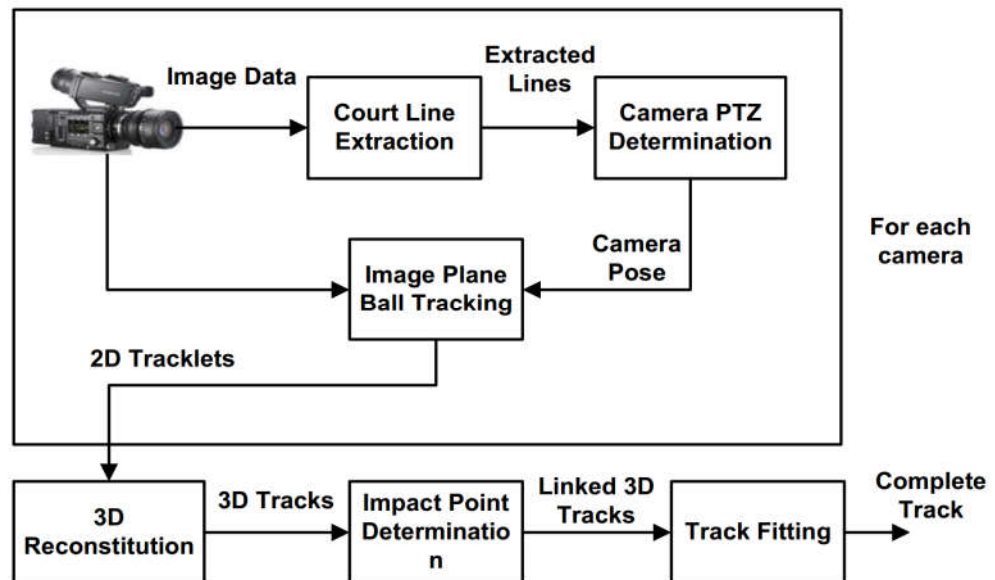 Image Data
Extracted
Lines
Court Line
Extraction
Camera PTZ
Determination
For each
camera
Camera
Pose
Image Plane
Ball Tracking
2D Tracklets
3D
Reconstitution
3D Tracks
Impact Point
Determinatio
n
Linked 3D
Tracks
Track Fitting
Complete
Track